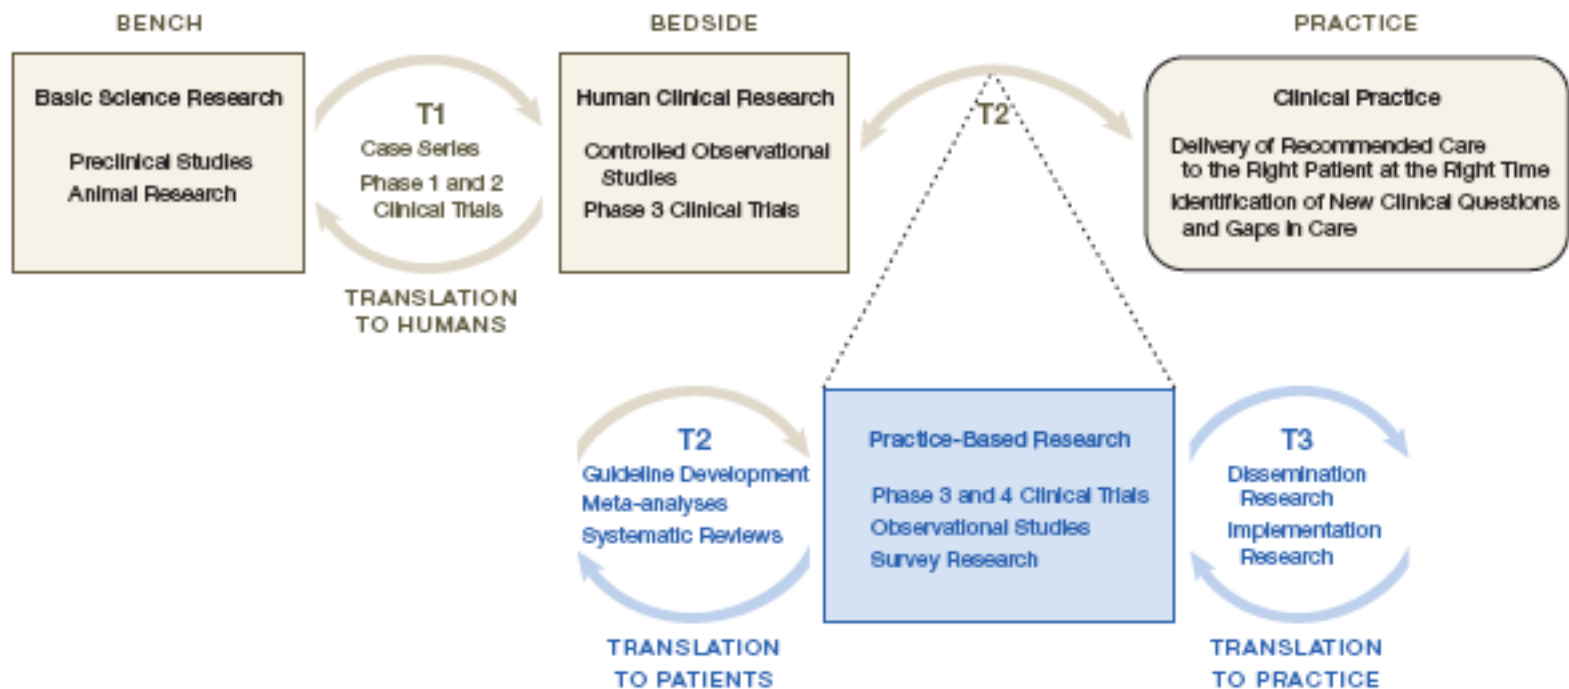 BENCH
BEDSIDE
PRACTICE
Basic Science Research
Preclinical Studies
Animal Research
T1
Case Series
Phase 1 and 2
Clinical Trials
TRANSLATION
TO HUMANS
Human Clinical Research
Controlled Observational
Studies
Phase 3 Clinical Trials
T2
Clinical Practice
Delivery of Recommended Care
to the Right Patient at the Right Time
Identification of New Clinical Questions
and Gaps in Care
T2
Guideline Development
Meta-analyses
Systematic Reviews
TRANSLATION
TO PATIENTS
Practice-Based Research
Phase 3 and 4 Clinical Trials
Observational Studies
Survey Research
T3
Dissemination
Research
Implementation
Research
TRANSLATION
TO PRACTICE